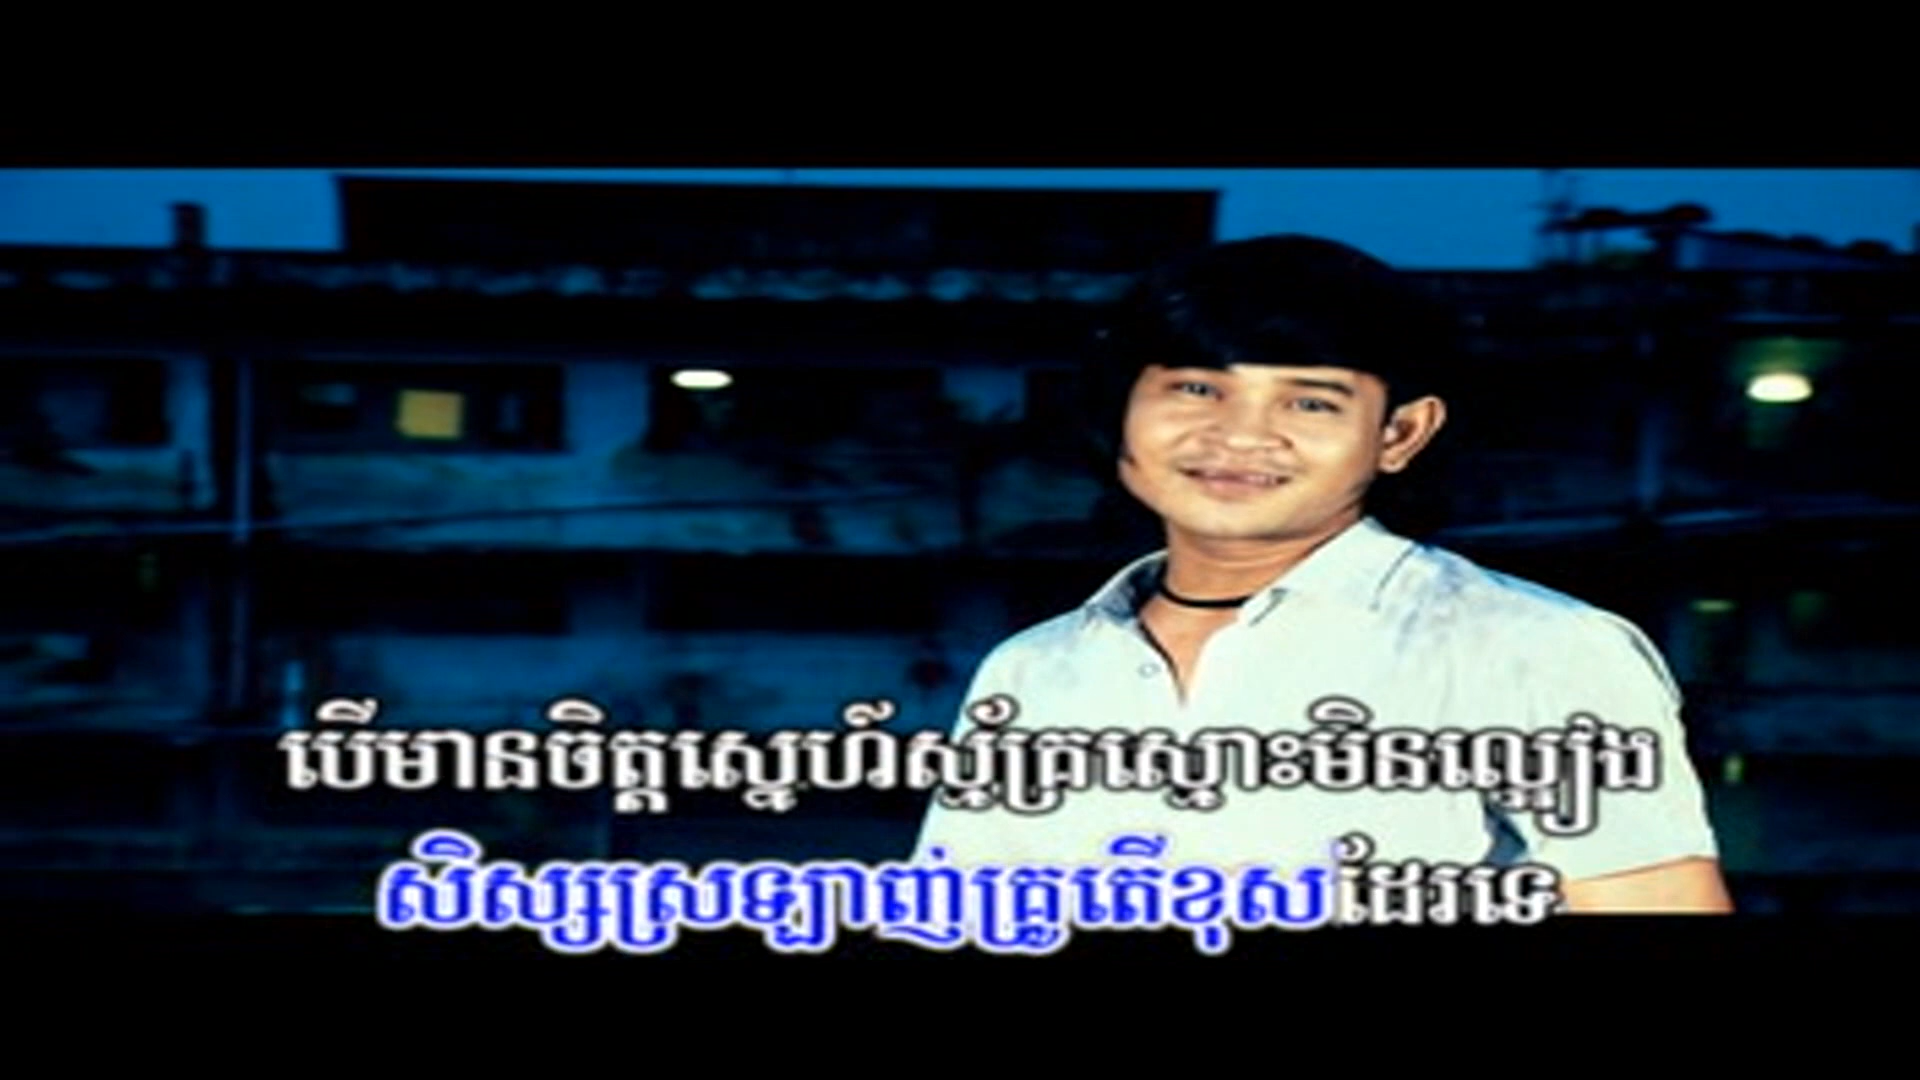 បើមានចិត្តស្នេហ៍ស្ម័គ្រស្មោះមិនល្អៀង
សិស្សស្រឡាញ់គ្រូតើខុសដែរទេ